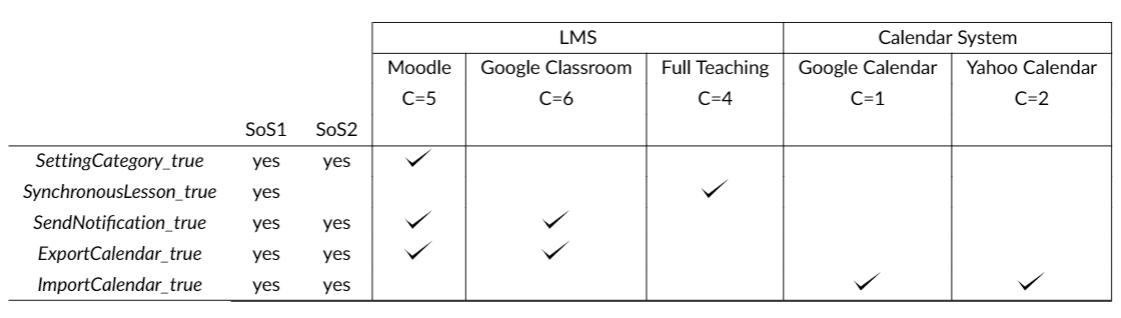 LMS Calendar System
Moodle Google Classroom Full Teaching Google Calendar Yahoo Calendar
C=5 C=6 C=4 C=1 C=2
SoS1 SoS2
SettingCategory_true yes yes ✓
SynchronousLesson_true yes ✓
SendNotification_true yes yes ✓ ✓
ExportCalendar_true yes yes ✓ ✓
ImportCalendar_true yes yes ✓ ✓